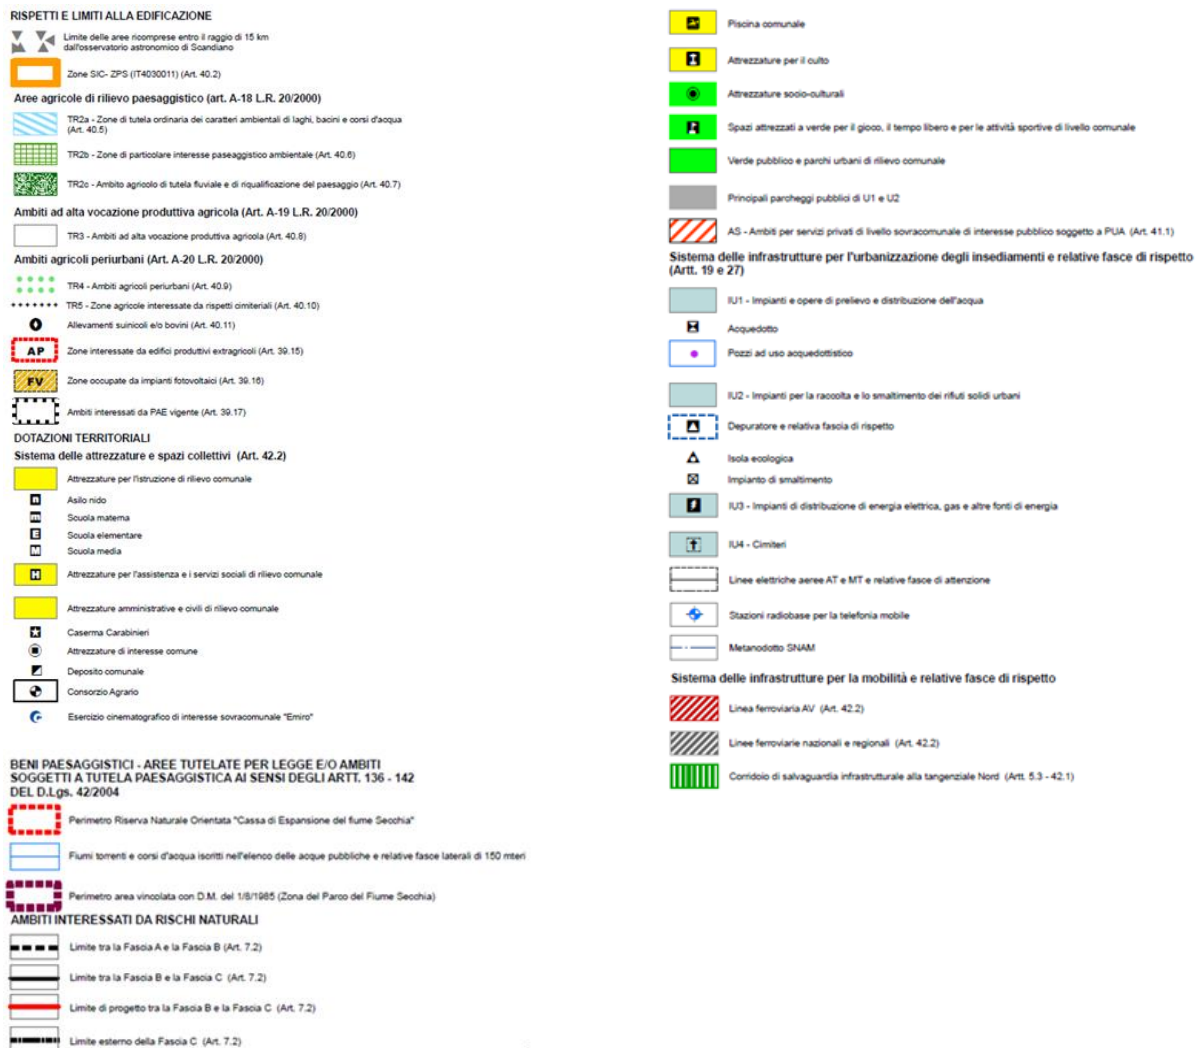 RISPETTI E LIMITI ALLA EDIFICAZIONE
Limite delle aree ricomprese entro il raggio di 15 km
dall'osservatorio astronomico di Scandiano
Zone SIC- ZPS (IT4030011) (Art. 40.2)
Aree agricole di rilievo paesaggistico (art. A-18 L.R. 20/2000)
TR2a - Zone di tutela ordinaria dei caratteri ambientali di laghi, bacini e corsi d'acqua
(Art. 40.5)
TR2b - Zone di particolare interesse paseaggistico ambientale (Art. 40.6)
TR2c - Ambito agricolo di tutela fluviale e di riqualificazione del paesaggio (Art. 40.7)
Ambiti ad alta vocazione produttiva agricola (Art. A-19 L.R. 20/2000)
TR3 - Ambiti ad alta vocazione produttiva agricola (Art. 40.8)
Ambiti agricoli periurbani (Art. A-20 L.R. 20/2000)
TR4 - Ambiti agricoli periurbani (Art. 40.9)
TR5 - Zone agricole interessate da rispetti cimiteriali (Art. 40.10)
Allevamenti suinicoli e/o bovini (Art. 40.11)
AP Zone interessate da edifici produttivi extragricoli (Art. 39.15)
FV Zone occupate da impianti fotovoltaici (Art. 39.16)
Ambiti interessati da PAE vigente (Art. 39.17)
DOTAZIONI TERRITORIALI
Sistema delle attrezzature e spazi collettivi (Art. 42.2)
Attrezzature per l'istruzione di rilievo comunale
n Asilo nido
m Scuola materna
E Scuola elementare
M Scuola media
H Attrezzature per l'assistenza e i servizi sociali di rilievo comunale
Attrezzature amministrative e civili di rilievo comunale
Caserma Carabinieri
Attrezzature di interesse comune
Deposito comunale
Consorzio Agrario
Esercizio cinematografico di interesse sovracomunale "Emiro"
BENI PAESAGGISTICI - AREE TUTELATE PER LEGGE E/O AMBITI
SOGGETTI A TUTELA PAESAGGISTICA AI SENSI DEGLI ARTT. 136 - 142
DEL D.Lgs. 42/2004
Perimetro Riserva Naturale Orientata "Cassa di Espansione del fiume Secchia"
Fiumi torrenti e corsi d'acqua iscritti nell'elenco delle acque pubbliche e relative fasce laterali di 150 mteri
Perimetro area vincolata con D.M. del 1/8/1985 (Zona del Parco del Fiume Secchia)
AMBITI INTERESSATI DA RISCHI NATURALI
Limite tra la Fascia A e la Fascia B (Art. 7.2)
Limite tra la Fascia B e la Fascia C (Art. 7.2)
Limite di progetto tra la Fascia B e la Fascia C (Art. 7.2)
Limite esterno della Fascia C (Art. 7.2)
Piscina comunale
Attrezzature per il culto
Attrezzature socio-culturali
Spazi attrezzati a verde per il gioco, il tempo libero e per le attività sportive di livello comunale
Verde pubblico e parchi urbani di rilievo comunale
Principali parcheggi pubblici di U1 e U2
AS - Ambiti per servizi privati di livello sovracomunale di interesse pubblico soggetto a PUA (Art. 41.1)
Sistema delle infrastrutture per l'urbanizzazione degli insediamenti e relative fasce di rispetto
(Artt. 19 e 27)
IU1 - Impianti e opere di prelievo e distribuzione dell'acqua
Acquedotto
Pozzi ad uso acquedottistico
IU2 - Impianti per la raccolta e lo smaltimento dei rifiuti solidi urbani
Depuratore e relativa fascia di rispetto
Isola ecologica
Impianto di smaltimento
IU3 - Impianti di distribuzione di energia elettrica, gas e altre fonti di energia
IU4 - Cimiteri
Linee elettriche aeree AT e MT e relative fasce di attenzione
Stazioni radiobase per la telefonia mobile
Metanodotto SNAM
Sistema delle infrastrutture per la mobilità e relative fasce di rispetto
Linea ferroviaria AV (Art. 42.2)
Linee ferroviarie nazionali e regionali (Art. 42.2)
Corridoio di salvaguardia infrastrutturale alla tangenziale Nord (Artt. 5.3 - 42.1)